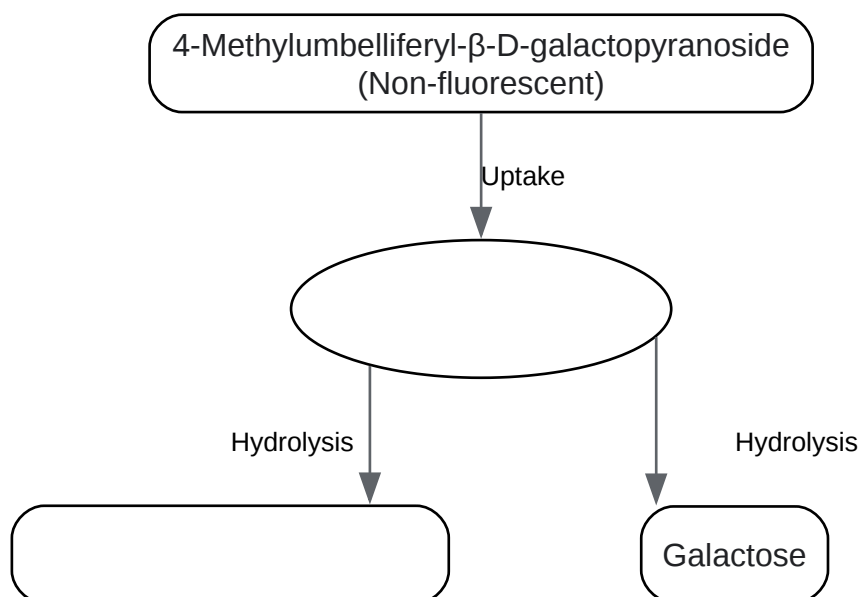 4-Methylumbelliferyl-β-D-galactopyranoside
(Non-fluorescent)
Uptake
Hydrolysis
Hydrolysis
Galactose